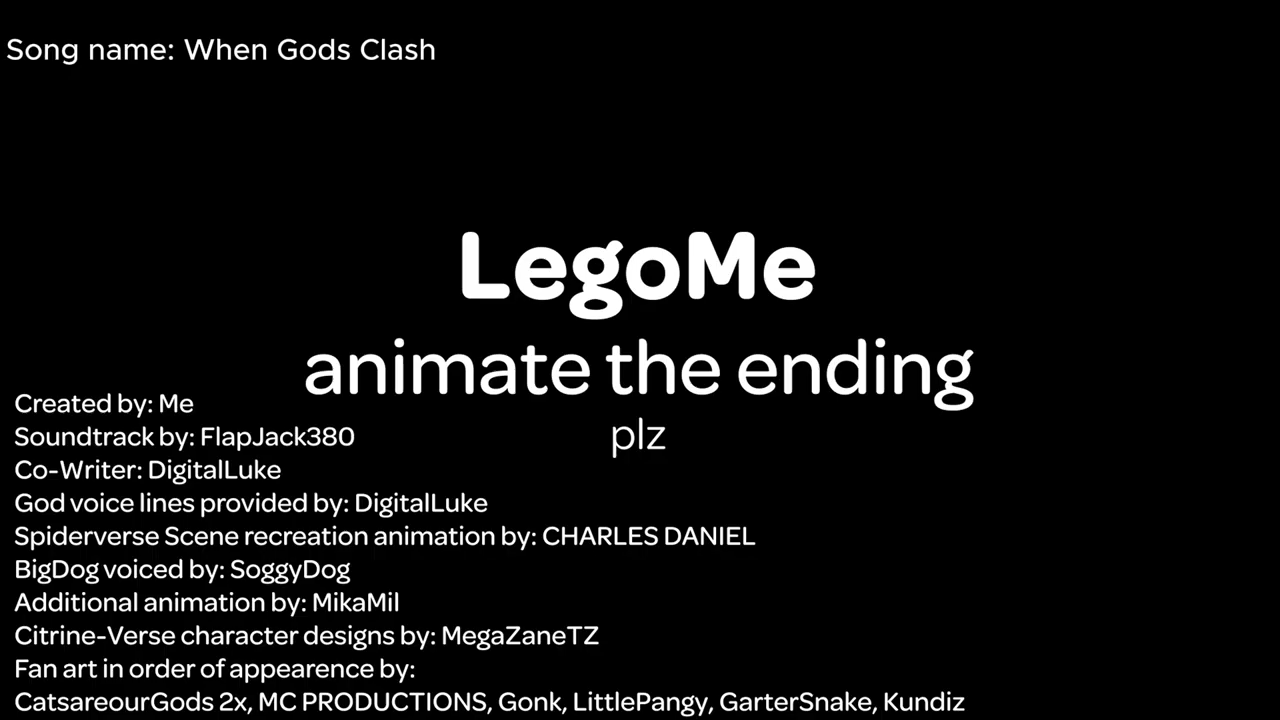 Song name: When Gods Clash
LegoMe
animate the ending
plz
Created by: Me
Soundtrack by: FlapJack380
Co-Writer: DigitalLuke
God voice lines provided by: DigitalLuke
Spiderverse Scene recreation animation by: CHARLES DANIEL
BigDog voiced by: SoggyDog
Additional animation by: MikaMil
Citrine-Verse character designs by: MegaZaneTZ
Fan art in order of appearence by:
CatsareourGods 2x, MC PRODUCTIONS, Gonk, LittlePangy, GarterSnake, Kundiz